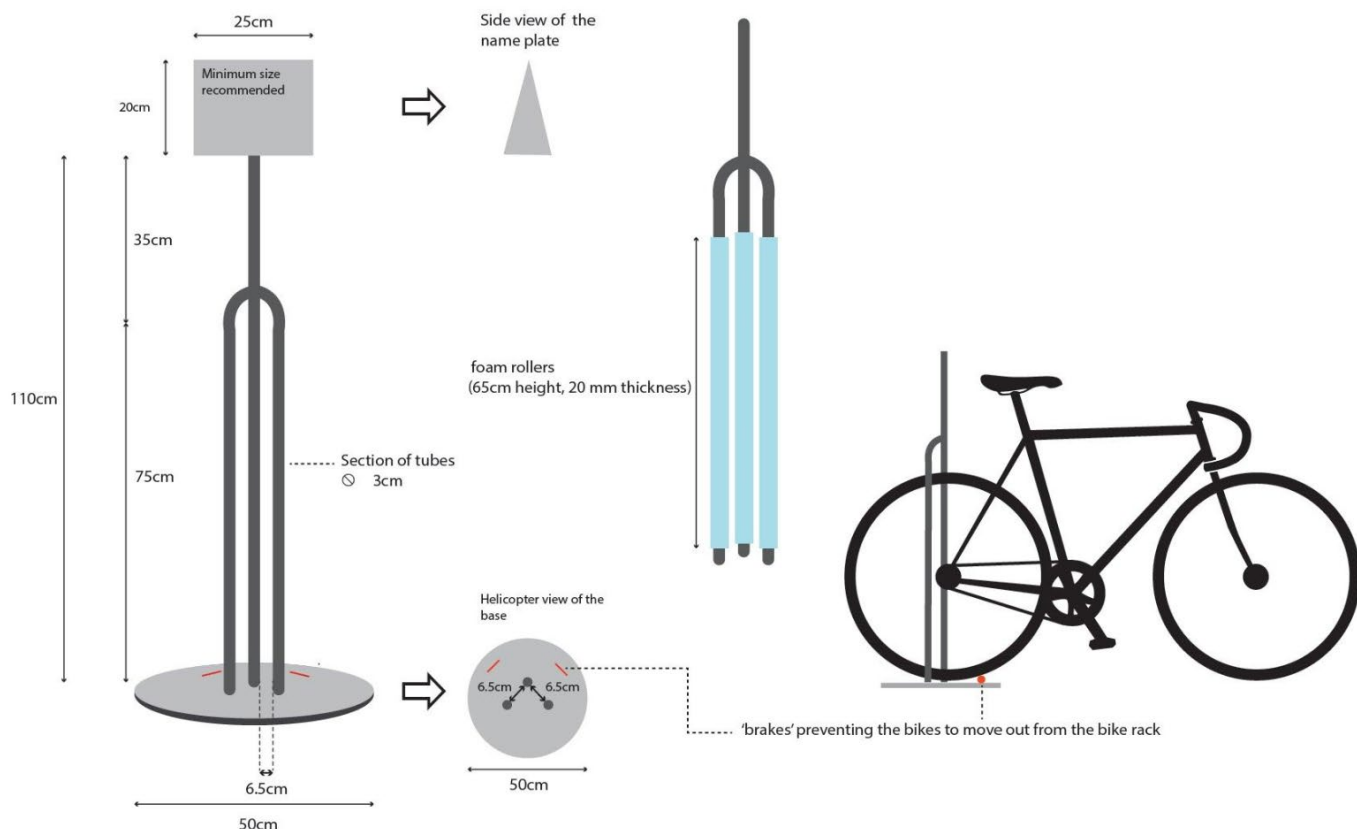 25cm
Minimum size
recommended
20cm
Side view of the
name plate
35cm
110cm
75cm
Section of tubes
⦸ 3cm
foam rollers
(65cm height, 20 mm thickness)
Helicopter view of the
base
6.5cm 6.5cm
'brakes' preventing the bikes to move out from the bike rack
6.5cm
50cm
50cm